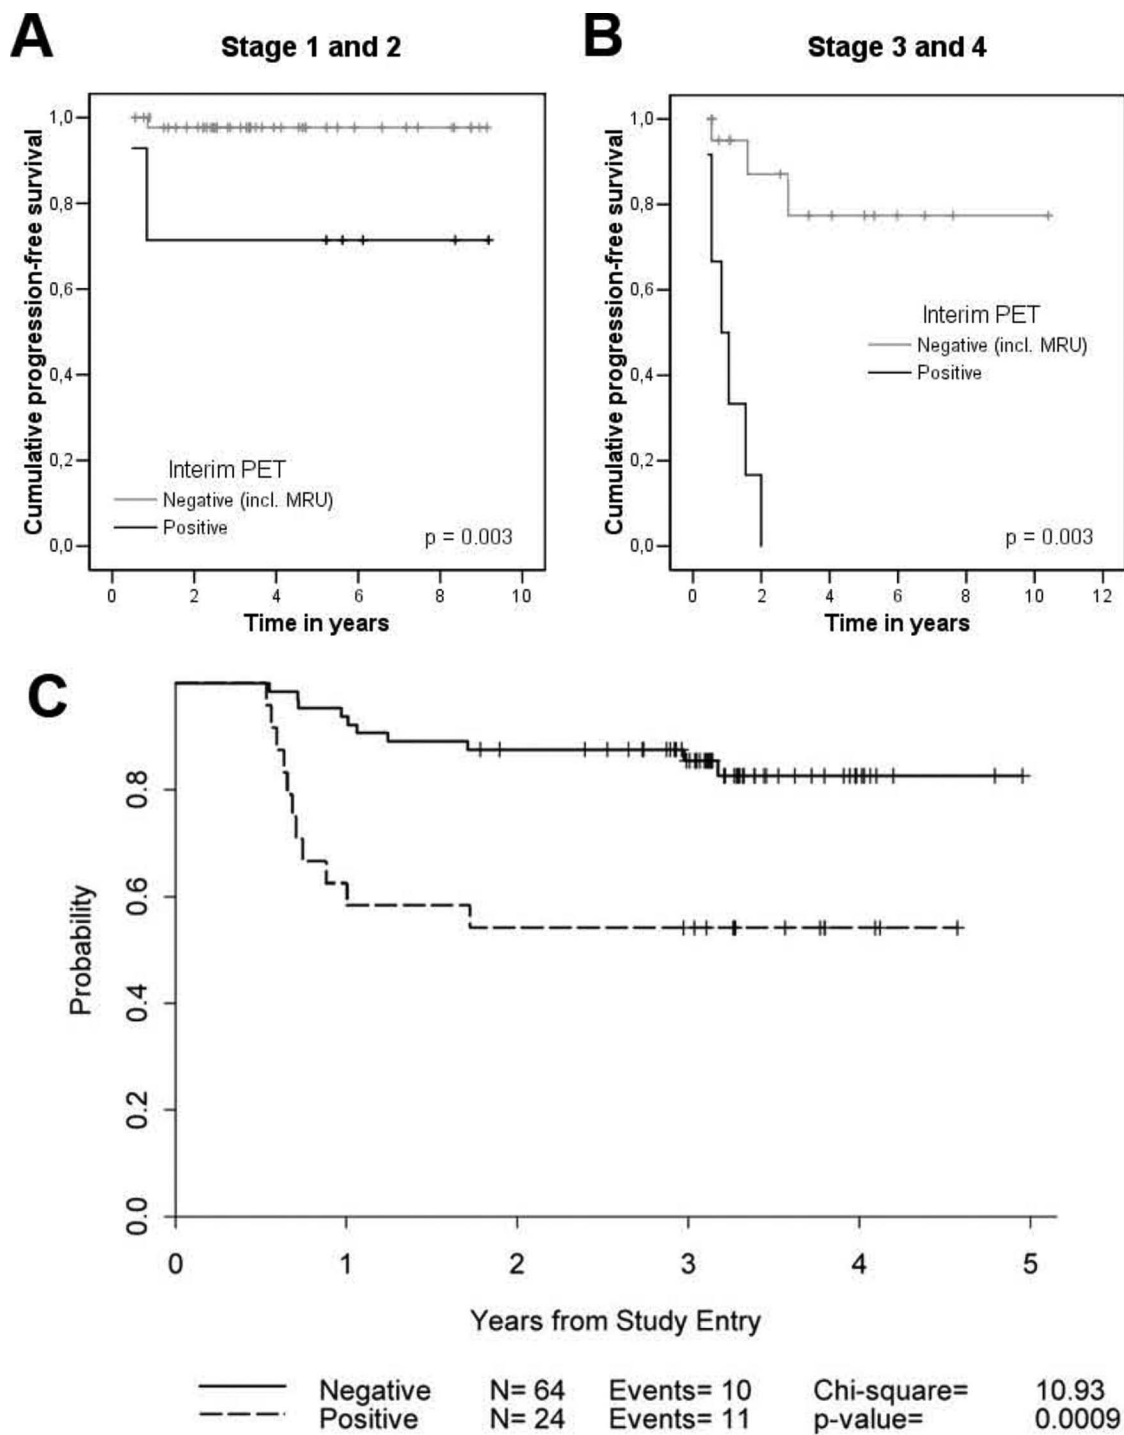 A
Stage 1 and 2
Cumulative progression-free survival
1,0
0,8
0,6
0,4
0,2
0,0
Interim PET
Negative (incl. MRU)
Positive
p = 0.003
0 2 4 6 8 10
Time in years
B
Stage 3 and 4
Cumulative progression-free survival
1,0
0,8
0,6
0,4
0,2
0,0
Interim PET
Negative (incl. MRU)
Positive
p = 0.003
0 2 4 6 8 10 12
Time in years
C
Probability
0.8
0.6
0.4
0.2
0.0
0 1 2 3 4 5
Years from Study Entry
Negative N= 64 Events= 10 Chi-square= 10.93
Positive N= 24 Events= 11 p-value= 0.0009